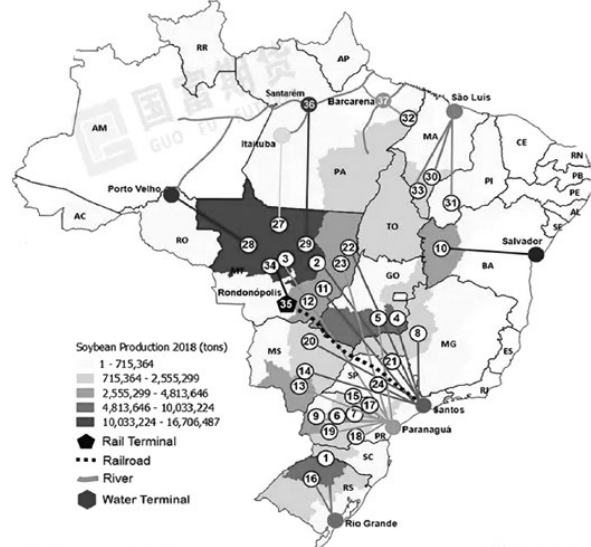 RR
AP
国富期货
GUO FU FUTU
Santarém
36
Barcarena
37
São Luis
32
AM
Itaituba
MA
CE
RN
PB
PE
AL
SE
PA
30
33
PI
31
Porto Velho
AC
RO
27
TO
28
29
22
10
Salvador
34
3
2
23
MT
GO
BA
Rondonópolis
35
11
12
5
4
8
MG
ES
MS
20
21
14
SP
24
RJ
13
15
17
Santos
9
6
7
Paranaguá
19
18
PR
1
SC
16
RS
Rio Grande
Soybean Production 2018 (tons)
1 - 715,364
715,364 - 2,555,299
2,555,299 - 4,813,646
4,813,646 - 10,033,224
10,033,224 - 16,706,487
Rail Terminal
Railroad
River
Water Terminal